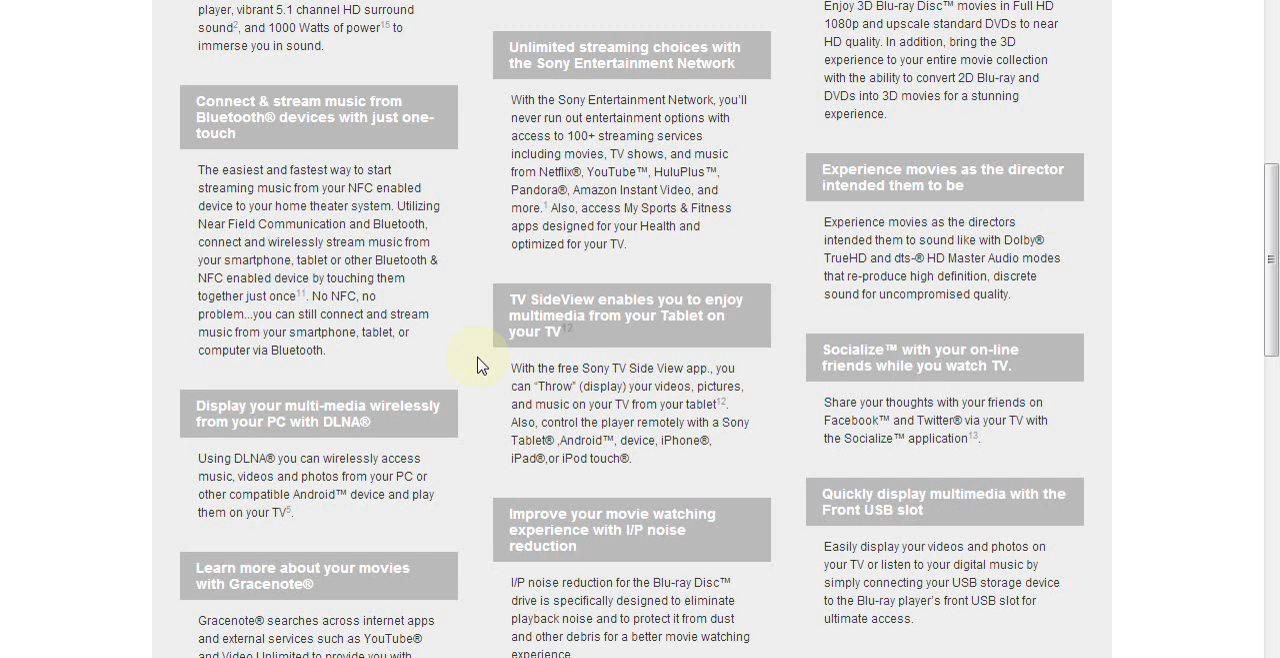 player, vibrant 5.1 channel HD surround
sound2, and 1000 Watts of power15 to
immerse you in sound.
Connect & stream music from
Bluetooth® devices with just one-
touch
The easiest and fastest way to start
streaming music from your NFC enabled
device to your home theater system. Utilizing
Near Field Communication and Bluetooth,
connect and wirelessly stream music from
your smartphone, tablet or other Bluetooth &
NFC enabled device by touching them
together just once11. No NFC, no
problem...you can still connect and stream
music from your smartphone, tablet, or
computer via Bluetooth.
Display your multi-media wirelessly
from your PC with DLNA®
Using DLNA® you can wirelessly access
music, videos and photos from your PC or
other compatible Android™ device and play
them on your TV5.
Learn more about your movies
with Gracenote®
Gracenote® searches across internet apps
and external services such as YouTube®
and Video Unlimited to provide you with
Unlimited streaming choices with
the Sony Entertainment Network
With the Sony Entertainment Network, you'll
never run out entertainment options with
access to 100+ streaming services
including movies, TV shows, and music
from Netflix®, YouTube™, HuluPlus™,
Pandora®, Amazon Instant Video, and
more.1 Also, access My Sports & Fitness
apps designed for your Health and
optimized for your TV.
TV SideView enables you to enjoy
multimedia from your Tablet on
your TV12
With the free Sony TV Side View app., you
can “Throw” (display) your videos, pictures,
and music on your TV from your tablet12.
Also, control the player remotely with a Sony
Tablet® ,Android™, device, iPhone®,
iPad®,or iPod touch®.
Improve your movie watching
experience with I/P noise
reduction
I/P noise reduction for the Blu-ray Disc™
drive is specifically designed to eliminate
playback noise and to protect it from dust
and other debris for a better movie watching
experience.
Enjoy 3D Blu-ray Disc™ movies in Full HD
1080p and upscale standard DVDs to near
HD quality. In addition, bring the 3D
experience to your entire movie collection
with the ability to convert 2D Blu-ray and
DVDs into 3D movies for a stunning
experience.
Experience movies as the director
intended them to be
Experience movies as the directors
intended them to sound like with Dolby®
TrueHD and dts-® HD Master Audio modes
that re-produce high definition, discrete
sound for uncompromised quality.
Socialize™ with your on-line
friends while you watch TV.
Share your thoughts with your friends on
Facebook™ and Twitter® via your TV with
the Socialize™ application13.
Quickly display multimedia with the
Front USB slot
Easily display your videos and photos on
your TV or listen to your digital music by
simply connecting your USB storage device
to the Blu-ray player's front USB slot for
ultimate access.